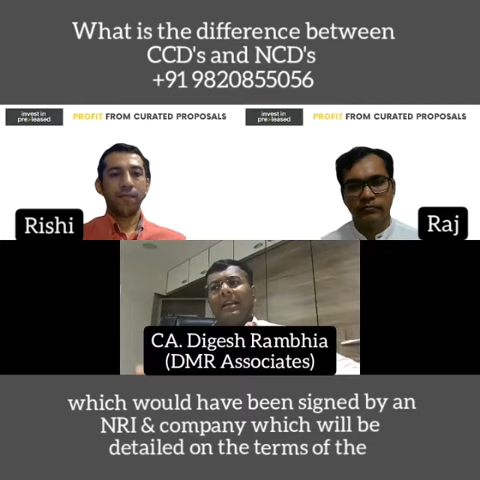 What is the difference between
CCD's and NCD's
+91 9820855056
invest in
pre>leased
PROFIT FROM CURATED PROPOSALS
invest in
pre>leased
PROFIT FROM CURATED PROPOSALS
Rishi
Raj
CA. Digesh Rambhia
(DMR Associates)
which would have been signed by an
NRI & company which will be
detailed on the terms of the